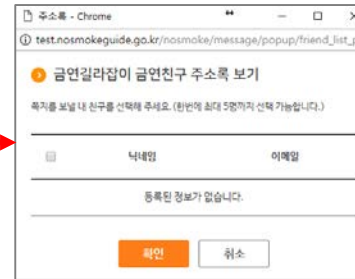 주소록 - Chrome
test.nosmokeguide.go.kr/nosmoke/message/popup/friend_list_p
금연길라잡이 금연친구 주소록 보기
쪽지를 보낼 내 친구를 선택해 주세요. (한번에 최대 5명까지 선택 가능합니다.)
닉네임 이메일
등록된 정보가 없습니다.
확인 취소